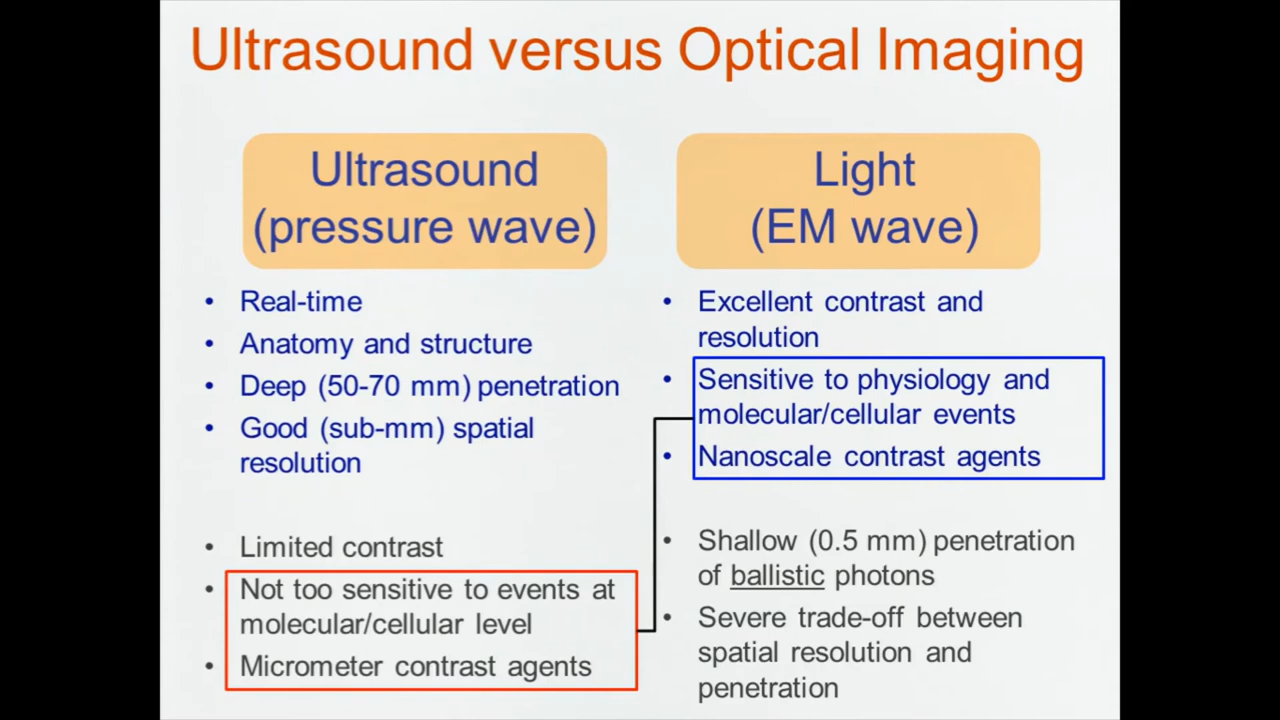 Ultrasound versus Optical Imaging
Ultrasound
(pressure wave)
• Real-time
• Anatomy and structure
• Deep (50-70 mm) penetration
• Good (sub-mm) spatial
resolution
• Limited contrast
• Not too sensitive to events at
molecular/cellular level
• Micrometer contrast agents
Light
(EM wave)
• Excellent contrast and
resolution
• Sensitive to physiology and
molecular/cellular events
• Nanoscale contrast agents
• Shallow (0.5 mm) penetration
of ballistic photons
• Severe trade-off between
spatial resolution and
penetration